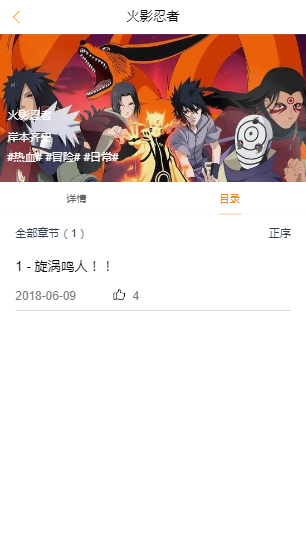 火影忍者
火影忍者
岸本齐史
#热血# #冒险# #日常#
详情
目录
全部章节（1）
正序
1 - 旋涡鸣人！！
2018-06-09
4